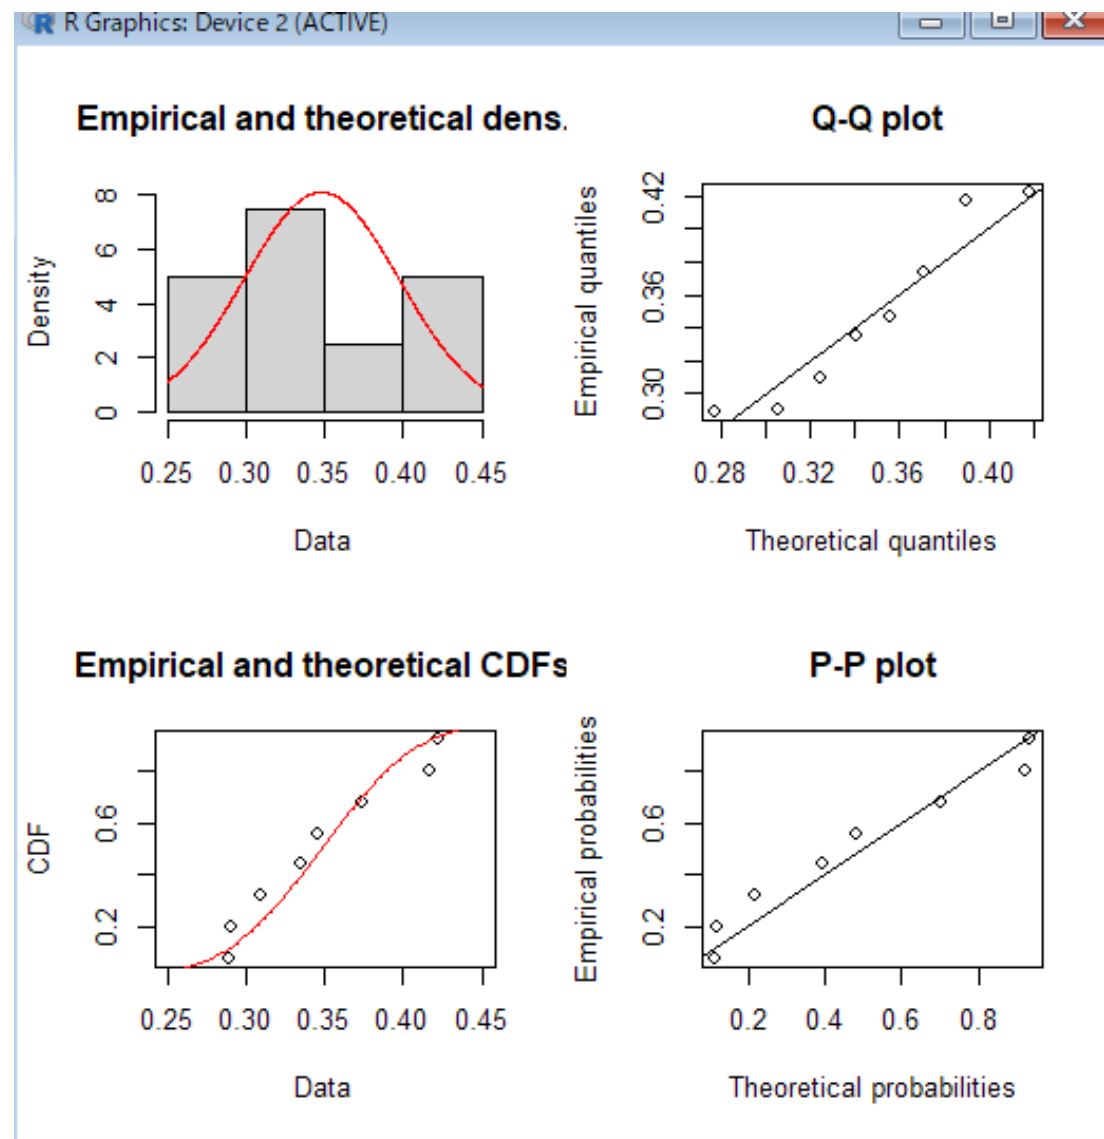 R Graphics: Device 2 (ACTIVE)
Empirical and theoretical dens.
Density
0 2 4 6 8
0.25 0.30 0.35 0.40 0.45
Data
Q-Q plot
Empirical quantiles
0.30 0.36 0.42
0.28 0.32 0.36 0.40
Theoretical quantiles
Empirical and theoretical CDFs
CDF
0.2 0.6
0.25 0.30 0.35 0.40 0.45
Data
P-P plot
Empirical probabilities
0.2 0.6
0.2 0.4 0.6 0.8
Theoretical probabilities